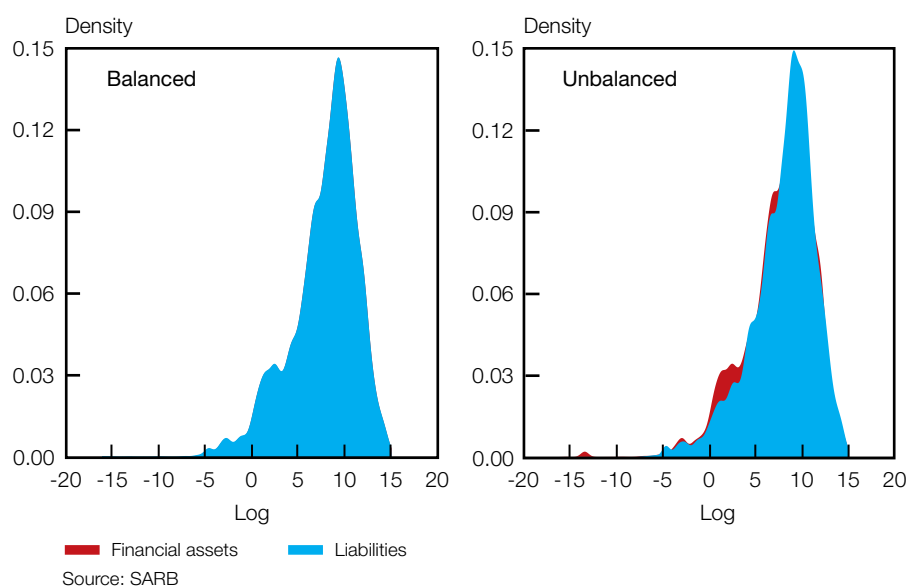 Density
0.15
0.12
0.09
0.06
0.03
0.00
Balanced
-20 -15 -10 -5 0 5 10 15 20
Log
Density
0.15
0.12
0.09
0.06
0.03
0.00
Unbalanced
-20 -15 -10 -5 0 5 10 15 20
Log
Financial assets Liabilities
Source: SARB